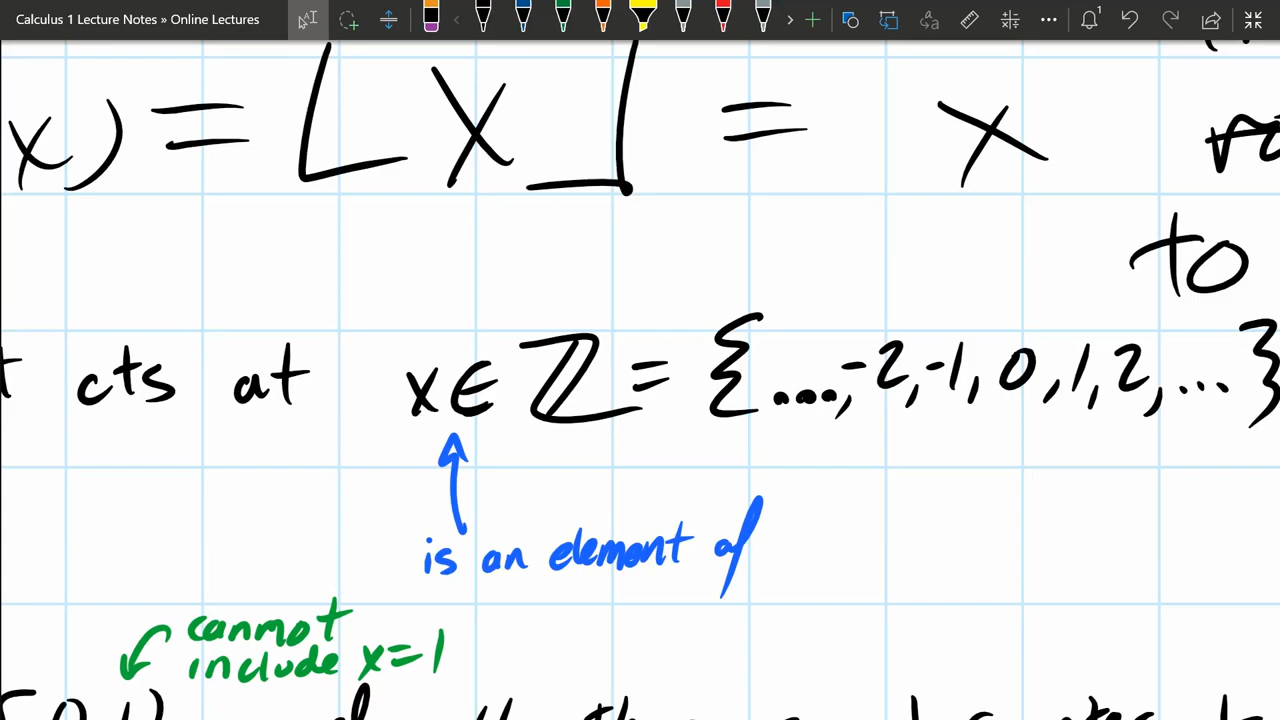 Calculus 1 Lecture Notes » Online Lectures
x) = ⌊x⌋ = x
to
t cts at x ∈ ℤ = {..., -2, -1, 0, 1, 2, ...}
is an element of
cannot
include x=1